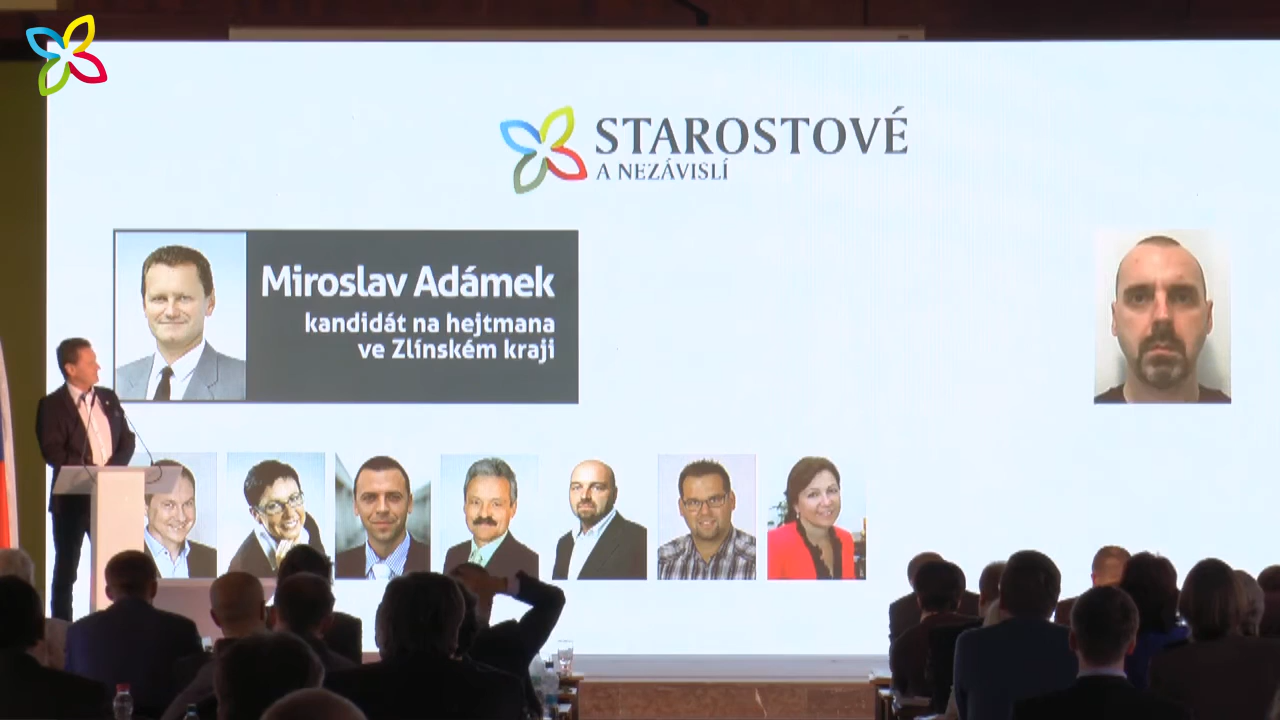 STAROSTOVÉ
A NEZÁVISLÍ
Miroslav Adámek
kandidát na hejtmana
ve Zlínském kraji